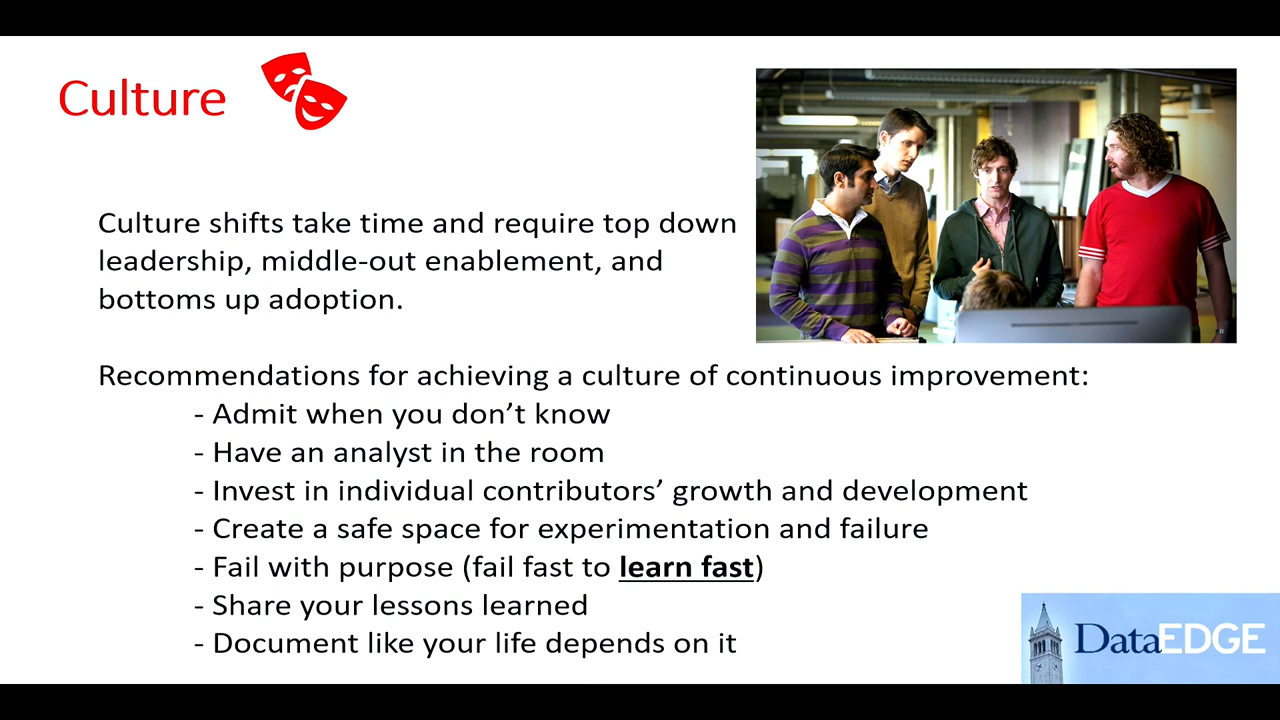 Culture
Culture shifts take time and require top down
leadership, middle-out enablement, and
bottoms up adoption.
Recommendations for achieving a culture of continuous improvement:
- Admit when you don’t know
- Have an analyst in the room
- Invest in individual contributors’ growth and development
- Create a safe space for experimentation and failure
- Fail with purpose (fail fast to learn fast)
- Share your lessons learned
- Document like your life depends on it
DataEDGE